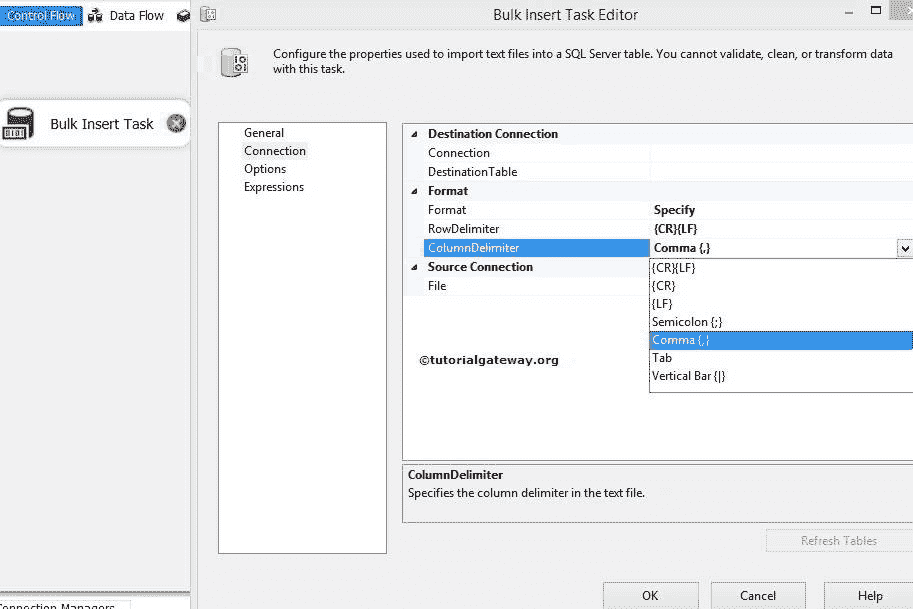 Control Flow
Data Flow
Bulk Insert Task Editor
Configure the properties used to import text files into a SQL Server table. You cannot validate, clean, or transform data
with this task.
Bulk Insert Task
General
Connection
Options
Expressions
Destination Connection
Connection
DestinationTable
Format
Format Specify
RowDelimiter {CR}{LF}
ColumnDelimiter Comma {,}
Source Connection
File
{CR}{LF}
{CR}
{LF}
Semicolon {;}
Comma {,}
Tab
Vertical Bar {|}
©tutorialgateway.org
ColumnDelimiter
Specifies the column delimiter in the text file.
Refresh Tables
OK Cancel Help
Connection Managers